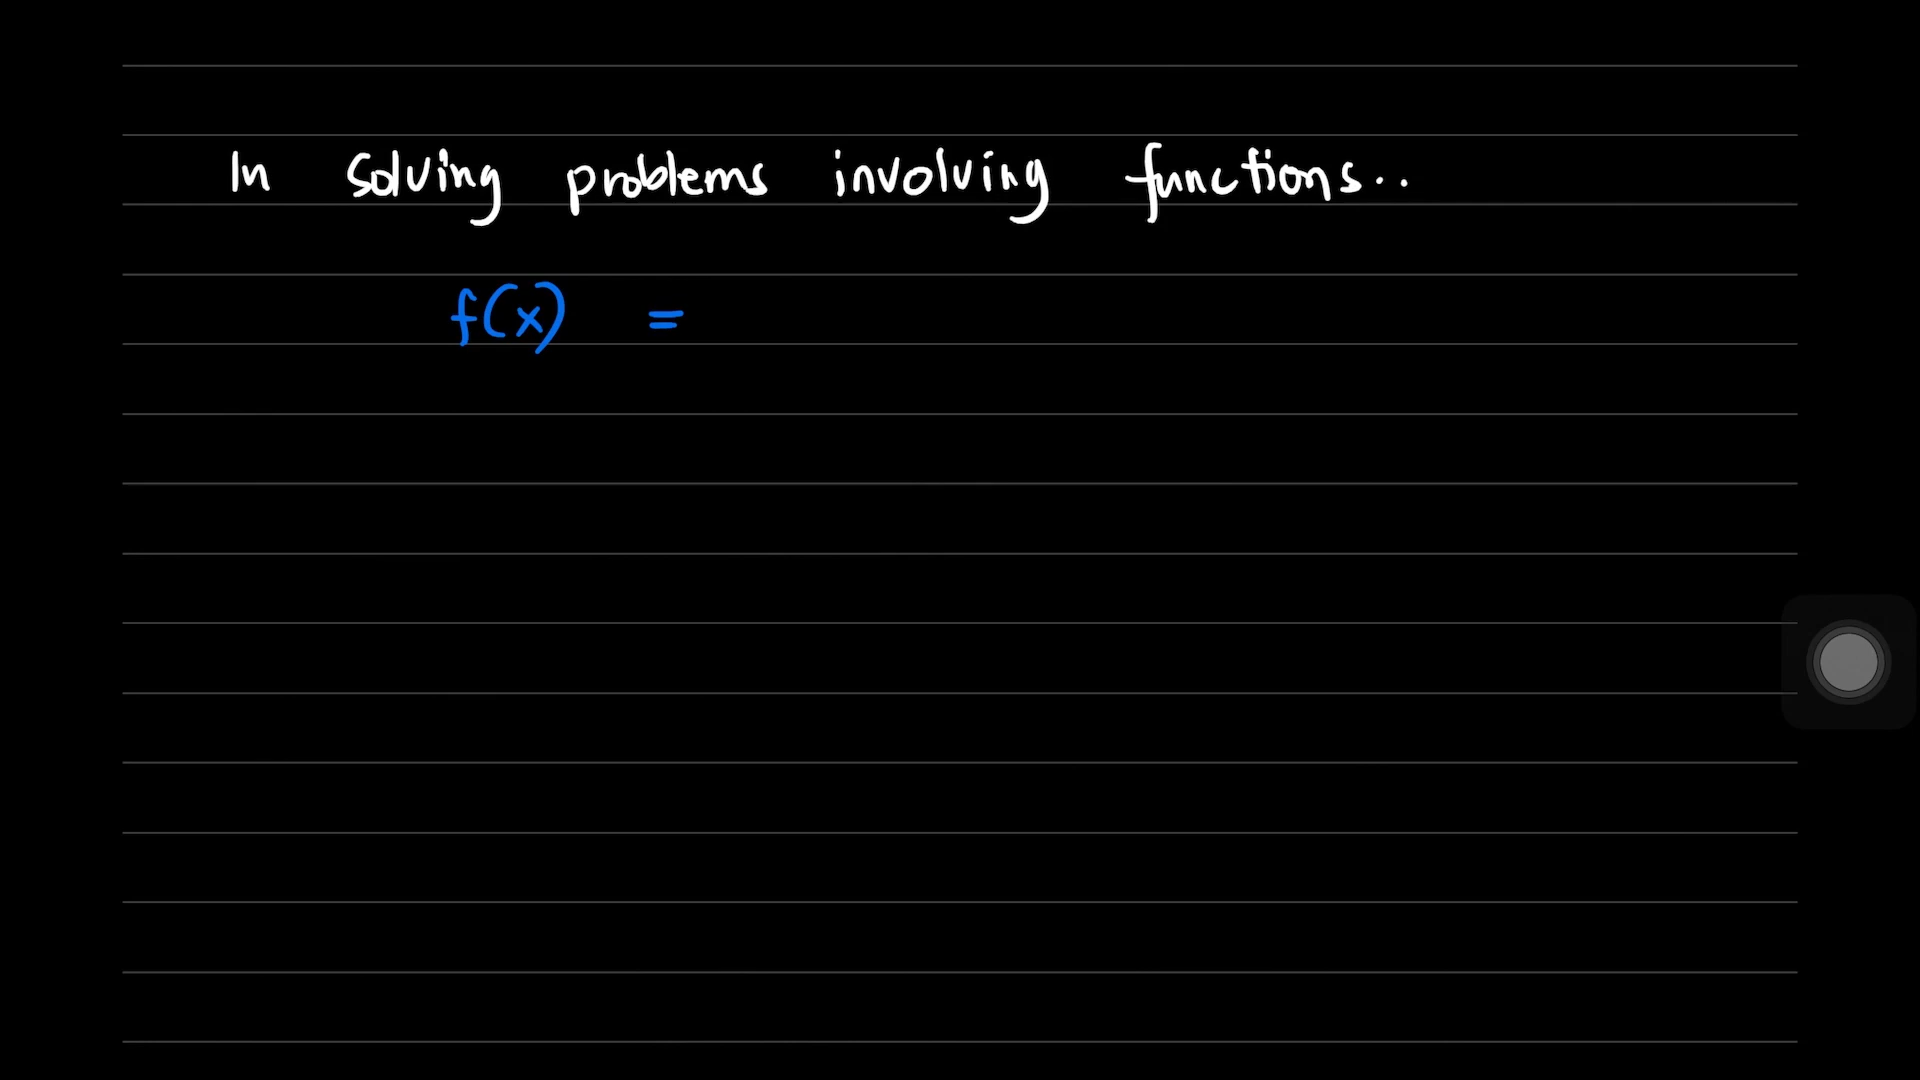 In solving problems involving functions..
f(x) =